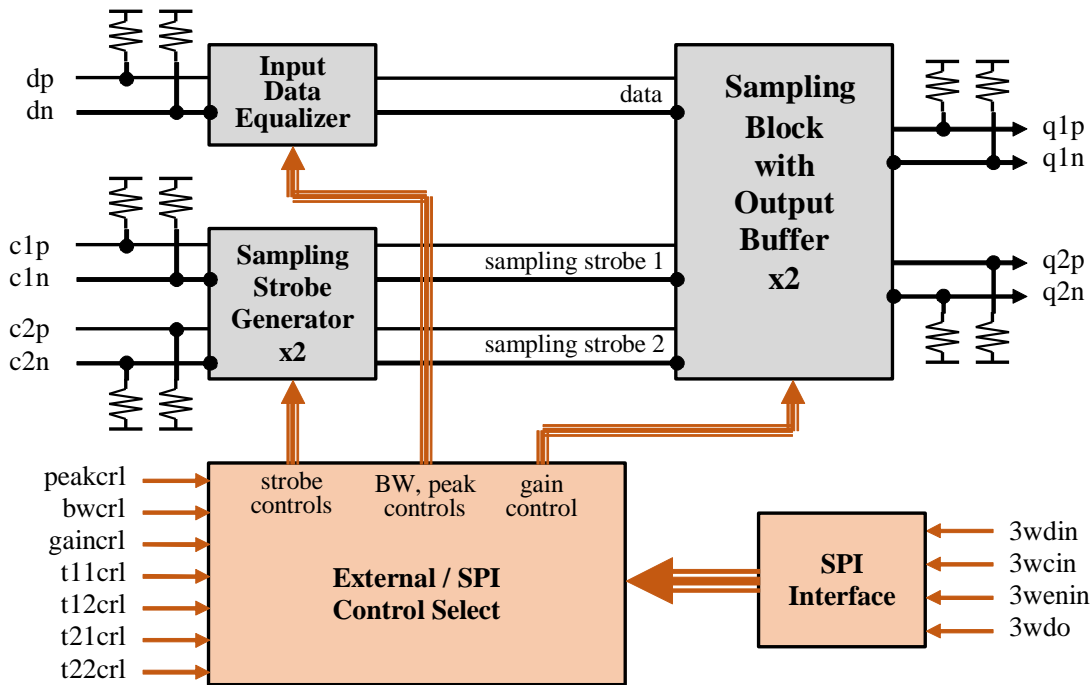 dp
dn
Input
Data
Equalizer
data
Sampling
Block
with
Output
Buffer
x2
q1p
q1n
q2p
q2n
c1p
c1n
c2p
c2n
Sampling
Strobe
Generator
x2
sampling strobe 1
sampling strobe 2
peakcrl
bwcrl
gaincrl
t11crl
t12crl
t21crl
t22crl
strobe
controls
BW, peak
controls
gain
control
External / SPI
Control Select
SPI
Interface
3wdin
3wcin
3wenin
3wdo